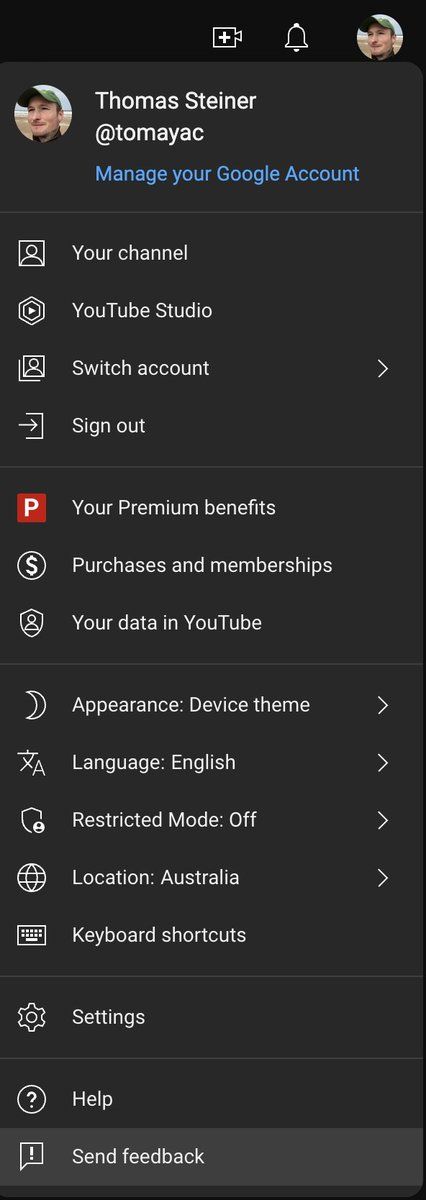 Thomas Steiner
@tomayac
Manage your Google Account
Your channel
YouTube Studio
Switch account
Sign out
P
Your Premium benefits
$
Purchases and memberships
Your data in YouTube
Appearance: Device theme
文A
Language: English
Restricted Mode: Off
Location: Australia
Keyboard shortcuts
Settings
?
Help
!
Send feedback